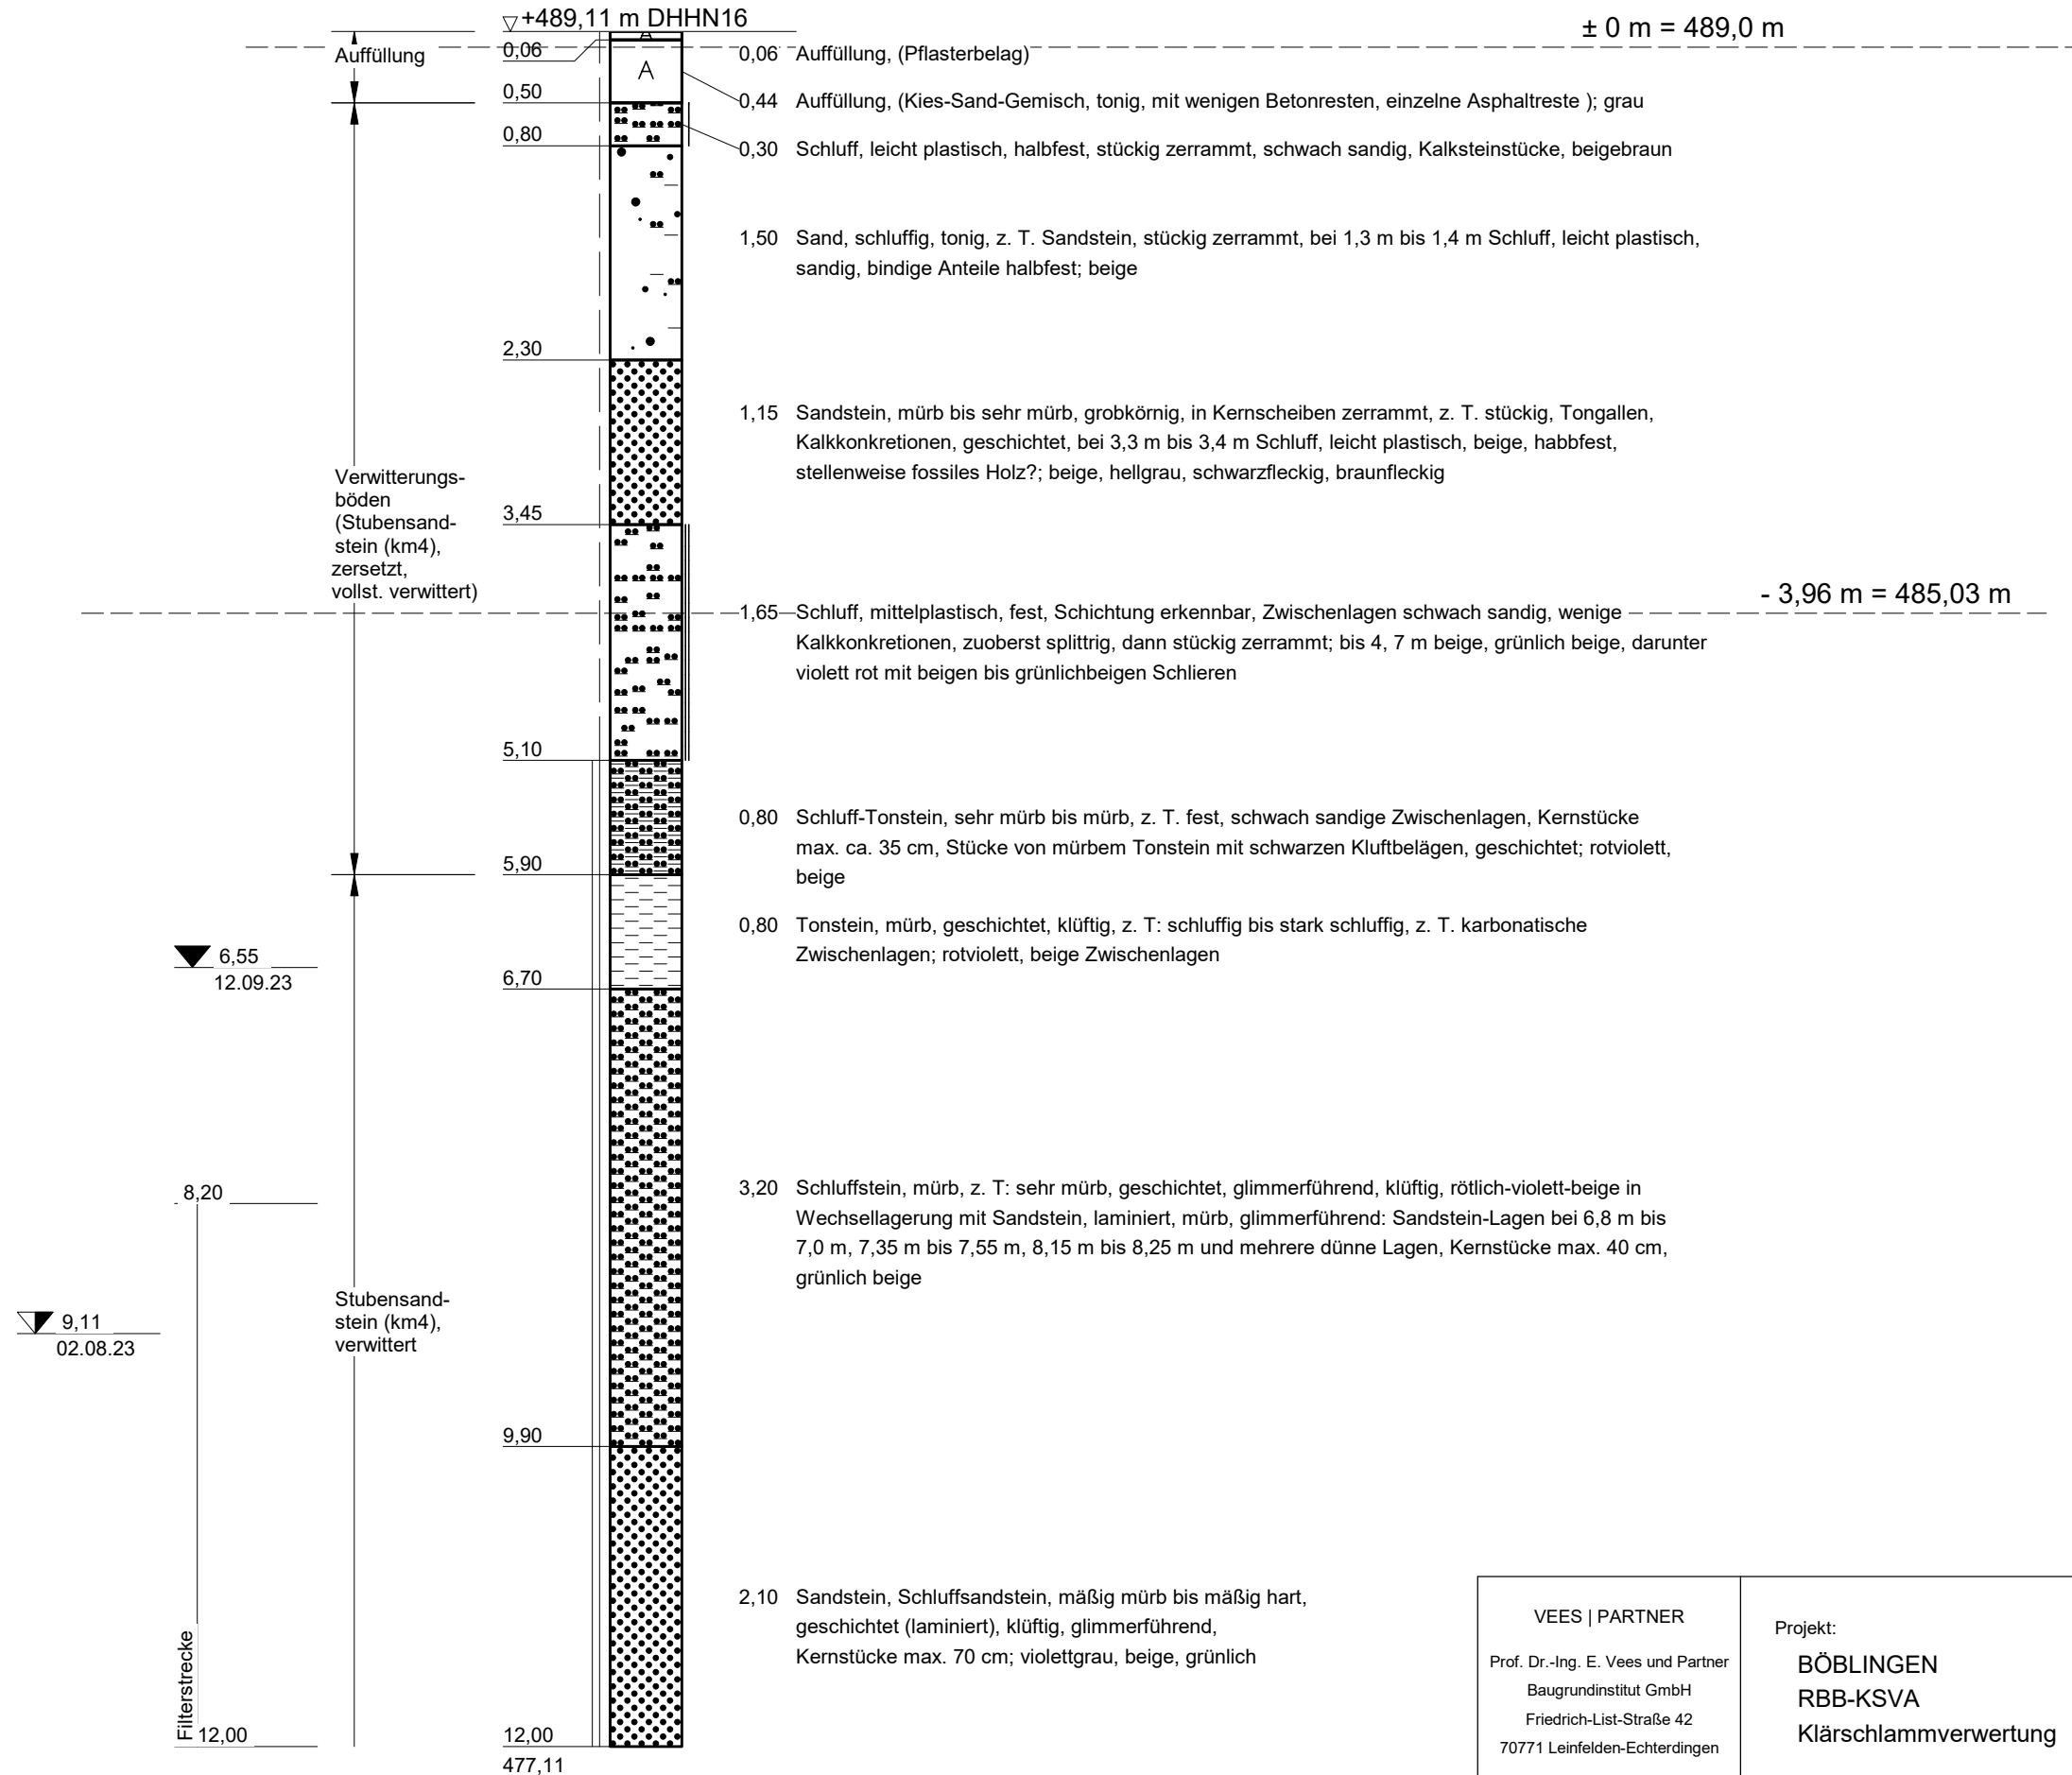 +489,11 m DHHN16
± 0 m = 489,0 m
Auffüllung
A
0,06
0,06 Auffüllung, (Pflasterbelag)
A
0,50
0,44 Auffüllung, (Kies-Sand-Gemisch, tonig, mit wenigen Betonresten, einzelne Asphaltreste ); grau
0,80
0,30 Schluff, leicht plastisch, halbfest, stückig zerrammt, schwach sandig, Kalksteinstücke, beigebraun
1,50 Sand, schluffig, tonig, z. T. Sandstein, stückig zerrammt, bei 1,3 m bis 1,4 m Schluff, leicht plastisch,
sandig, bindige Anteile halbfest; beige
2,30
1,15 Sandstein, mürb bis sehr mürb, grobkörnig, in Kernscheiben zerrammt, z. T. stückig, Tongallen,
Kalkkonkretionen, geschichtet, bei 3,3 m bis 3,4 m Schluff, leicht plastisch, beige, habbfest,
stellenweise fossiles Holz?; beige, hellgrau, schwarzfleckig, braunfleckig
Verwitterungs-
böden
(Stubensand-
stein (km4),
zersetzt,
vollst. verwittert)
3,45
- 3,96 m = 485,03 m
1,65 Schluff, mittelplastisch, fest, Schichtung erkennbar, Zwischenlagen schwach sandig, wenige
Kalkkonkretionen, zuoberst splittrig, dann stückig zerrammt; bis 4, 7 m beige, grünlich beige, darunter
violett rot mit beigen bis grünlichbeigen Schlieren
5,10
0,80 Schluff-Tonstein, sehr mürb bis mürb, z. T. fest, schwach sandige Zwischenlagen, Kernstücke
max. ca. 35 cm, Stücke von mürbem Tonstein mit schwarzen Kluftbelägen, geschichtet; rotviolett,
beige
5,90
0,80 Tonstein, mürb, geschichtet, klüftig, z. T: schluffig bis stark schluffig, z. T. karbonatische
Zwischenlagen; rotviolett, beige Zwischenlagen
6,55
12.09.23
6,70
8,20
3,20 Schluffstein, mürb, z. T: sehr mürb, geschichtet, glimmerführend, klüftig, rötlich-violett-beige in
Wechsellagerung mit Sandstein, laminiert, mürb, glimmerführend: Sandstein-Lagen bei 6,8 m bis
7,0 m, 7,35 m bis 7,55 m, 8,15 m bis 8,25 m und mehrere dünne Lagen, Kernstücke max. 40 cm,
grünlich beige
Stubensand-
stein (km4),
verwittert
9,11
02.08.23
9,90
2,10 Sandstein, Schluffsandstein, mäßig mürb bis mäßig hart,
geschichtet (laminiert), klüftig, glimmerführend,
Kernstücke max. 70 cm; violettgrau, beige, grünlich
Filterstrecke
12,00
12,00
477,11
VEES | PARTNER
Prof. Dr.-Ing. E. Vees und Partner
Baugrundinstitut GmbH
Friedrich-List-Straße 42
70771 Leinfelden-Echterdingen
Projekt:
BÖBLINGEN
RBB-KSVA
Klärschlammverwertung